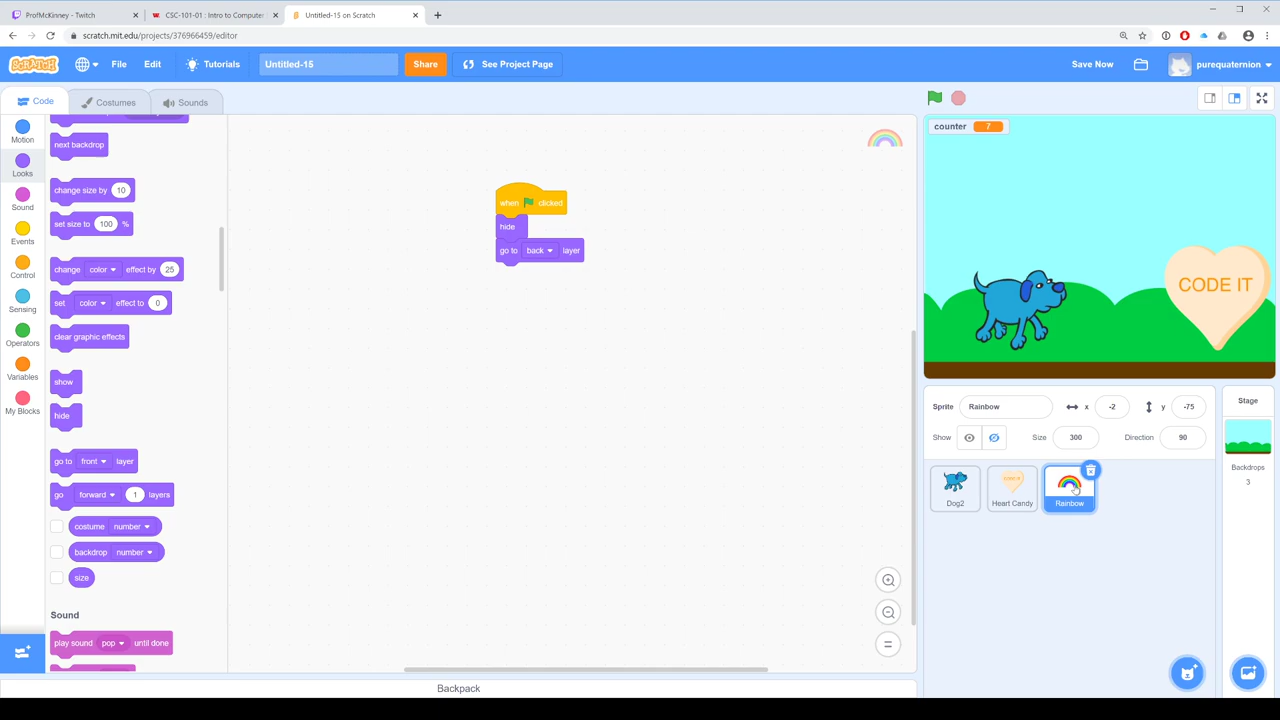 ProfMcKinney - Twitch
CSC-101-01 : Intro to Computer
Untitled-15 on Scratch
scratch.mit.edu/projects/376966459/editor
SCRATCH
File
Edit
Tutorials
Untitled-15
Share
See Project Page
Save Now
purequaternion
Code
Costumes
Sounds
Motion
Looks
Sound
Events
Control
Sensing
Operators
Variables
My Blocks
next backdrop
change size by 10
set size to 100 %
change color effect by 25
set color effect to 0
clear graphic effects
show
hide
go to front layer
go forward 1 layers
costume number
backdrop number
size
Sound
play sound pop until done
when clicked
hide
go to back layer
Backpack
counter 7
CODE IT
Sprite Rainbow x -2 y -75
Show Size 300 Direction 90
Dog2
Heart Candy
Rainbow
Stage
Backdrops
3